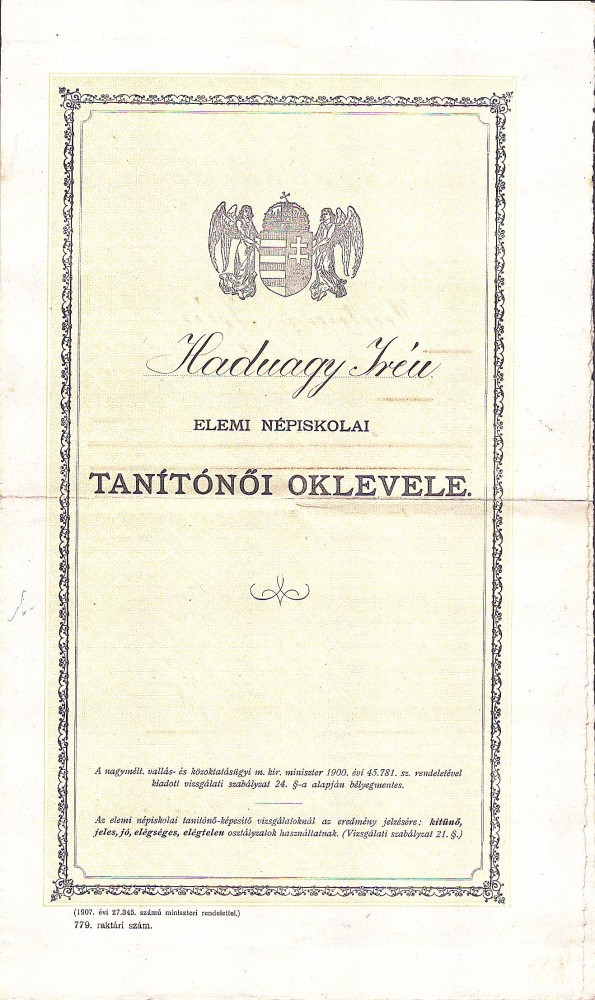 Hadnagy Irén.
ELEMI NÉPISKOLAI
TANÍTÓNŐI OKLEVELE.
A nagymélt. vallás- és közoktatásügyi m. kir. miniszter 1900. évi 45.781. sz. rendeletével
kiadott vizsgálati szabályzat 24. §-a alapján bélyegmentes.
Az elemi népiskolai tanítónő-képesítő vizsgálatoknál az eredmény jelzésére: kitünő,
jeles, jó, elégséges, elégtelen osztályzatok használtatnak. (Vizsgálati szabályzat 21. §.)
(1907. évi 27.345. számú miniszteri rendelettel.)
779. raktári szám.